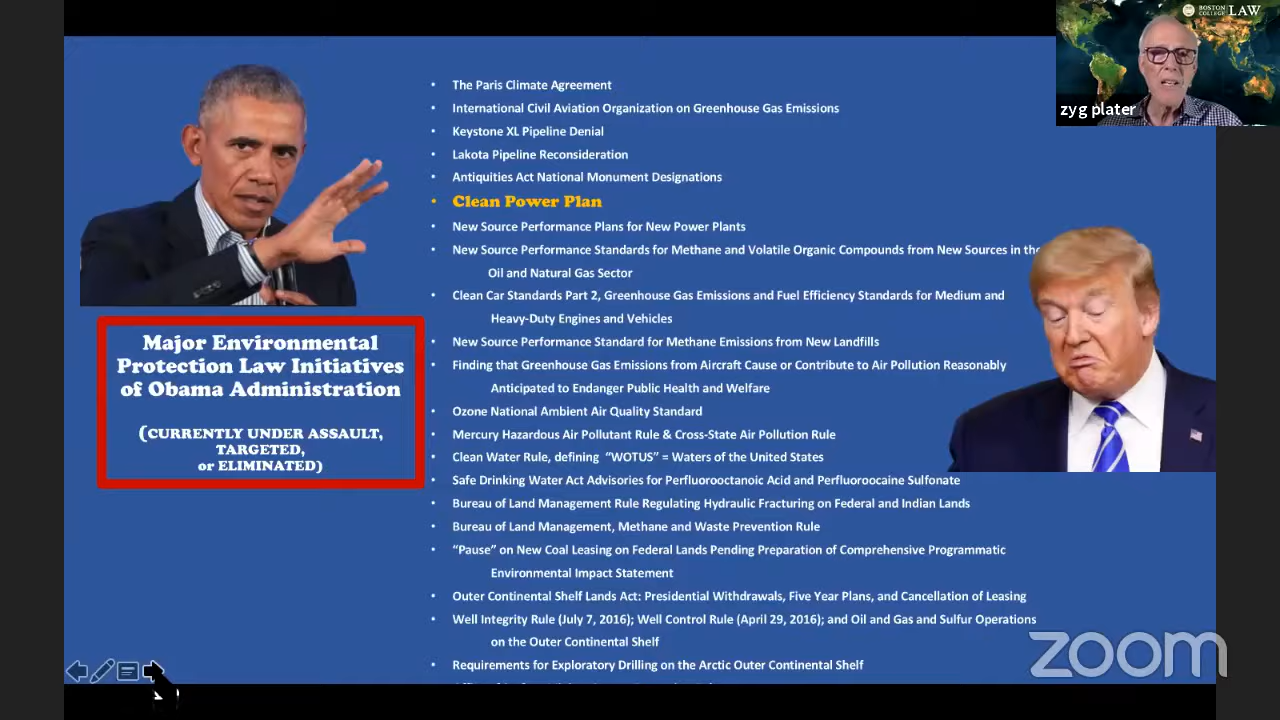 BOSTON COLLEGE LAW
zyg plater
• The Paris Climate Agreement
• International Civil Aviation Organization on Greenhouse Gas Emissions
• Keystone XL Pipeline Denial
• Lakota Pipeline Reconsideration
• Antiquities Act National Monument Designations
• Clean Power Plan
• New Source Performance Plans for New Power Plants
• New Source Performance Standards for Methane and Volatile Organic Compounds from New Sources in the
Oil and Natural Gas Sector
• Clean Car Standards Part 2, Greenhouse Gas Emissions and Fuel Efficiency Standards for Medium and
Heavy-Duty Engines and Vehicles
• New Source Performance Standard for Methane Emissions from New Landfills
• Finding that Greenhouse Gas Emissions from Aircraft Cause or Contribute to Air Pollution Reasonably
Anticipated to Endanger Public Health and Welfare
• Ozone National Ambient Air Quality Standard
• Mercury Hazardous Air Pollutant Rule & Cross-State Air Pollution Rule
• Clean Water Rule, defining “WOTUS” = Waters of the United States
• Safe Drinking Water Act Advisories for Perfluorooctanoic Acid and Perfluoroocaine Sulfonate
• Bureau of Land Management Rule Regulating Hydraulic Fracturing on Federal and Indian Lands
• Bureau of Land Management, Methane and Waste Prevention Rule
• “Pause” on New Coal Leasing on Federal Lands Pending Preparation of Comprehensive Programmatic
Environmental Impact Statement
• Outer Continental Shelf Lands Act: Presidential Withdrawals, Five Year Plans, and Cancellation of Leasing
• Well Integrity Rule (July 7, 2016); Well Control Rule (April 29, 2016); and Oil and Gas and Sulfur Operations
on the Outer Continental Shelf
• Requirements for Exploratory Drilling on the Arctic Outer Continental Shelf
Major Environmental
Protection Law Initiatives
of Obama Administration
(CURRENTLY UNDER ASSAULT,
TARGETED,
or ELIMINATED)
zoom